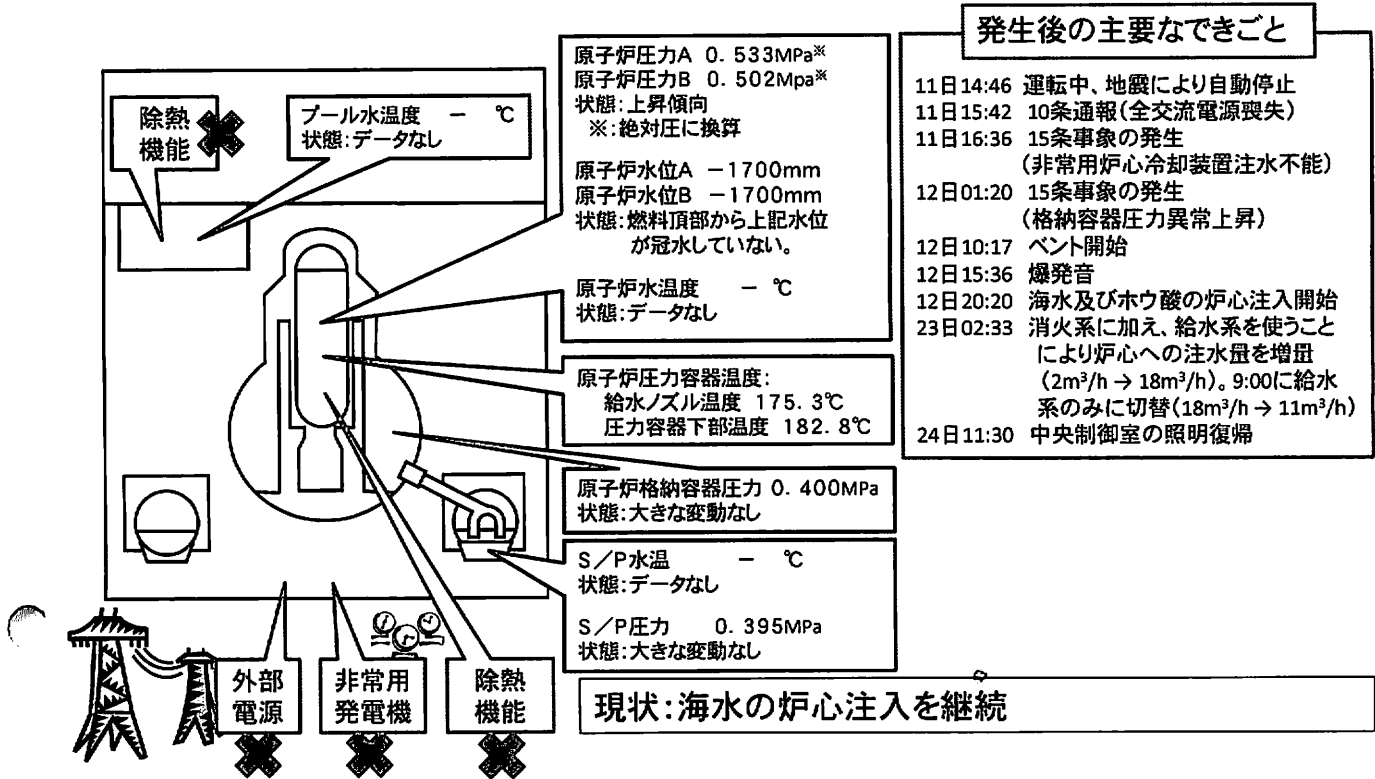 除熱
機能
プール水温度 － ℃
状態:データなし
原子炉圧力A 0.533MPa※
原子炉圧力B 0.502Mpa※
状態:上昇傾向
※:絶対圧に換算
原子炉水位A －1700mm
原子炉水位B －1700mm
状態:燃料頂部から上記水位
が冠水していない。
原子炉水温度 － ℃
状態:データなし
原子炉圧力容器温度:
給水ノズル温度 175.3℃
圧力容器下部温度 182.8℃
原子炉格納容器圧力 0.400MPa
状態:大きな変動なし
S／P水温 － ℃
状態:データなし
S／P圧力 0.395MPa
状態:大きな変動なし
外部
電源
非常用
発電機
除熱
機能
発生後の主要なできごと
11日14:46 運転中、地震により自動停止
11日15:42 10条通報(全交流電源喪失)
11日16:36 15条事象の発生
(非常用炉心冷却装置注水不能)
12日01:20 15条事象の発生
(格納容器圧力異常上昇)
12日10:17 ベント開始
12日15:36 爆発音
12日20:20 海水及びホウ酸の炉心注入開始
23日02:33 消火系に加え、給水系を使うこと
により炉心への注水量を増量
(2m³/h → 18m³/h)。9:00に給水
系のみに切替(18m³/h → 11m³/h)
24日11:30 中央制御室の照明復帰
現状:海水の炉心注入を継続